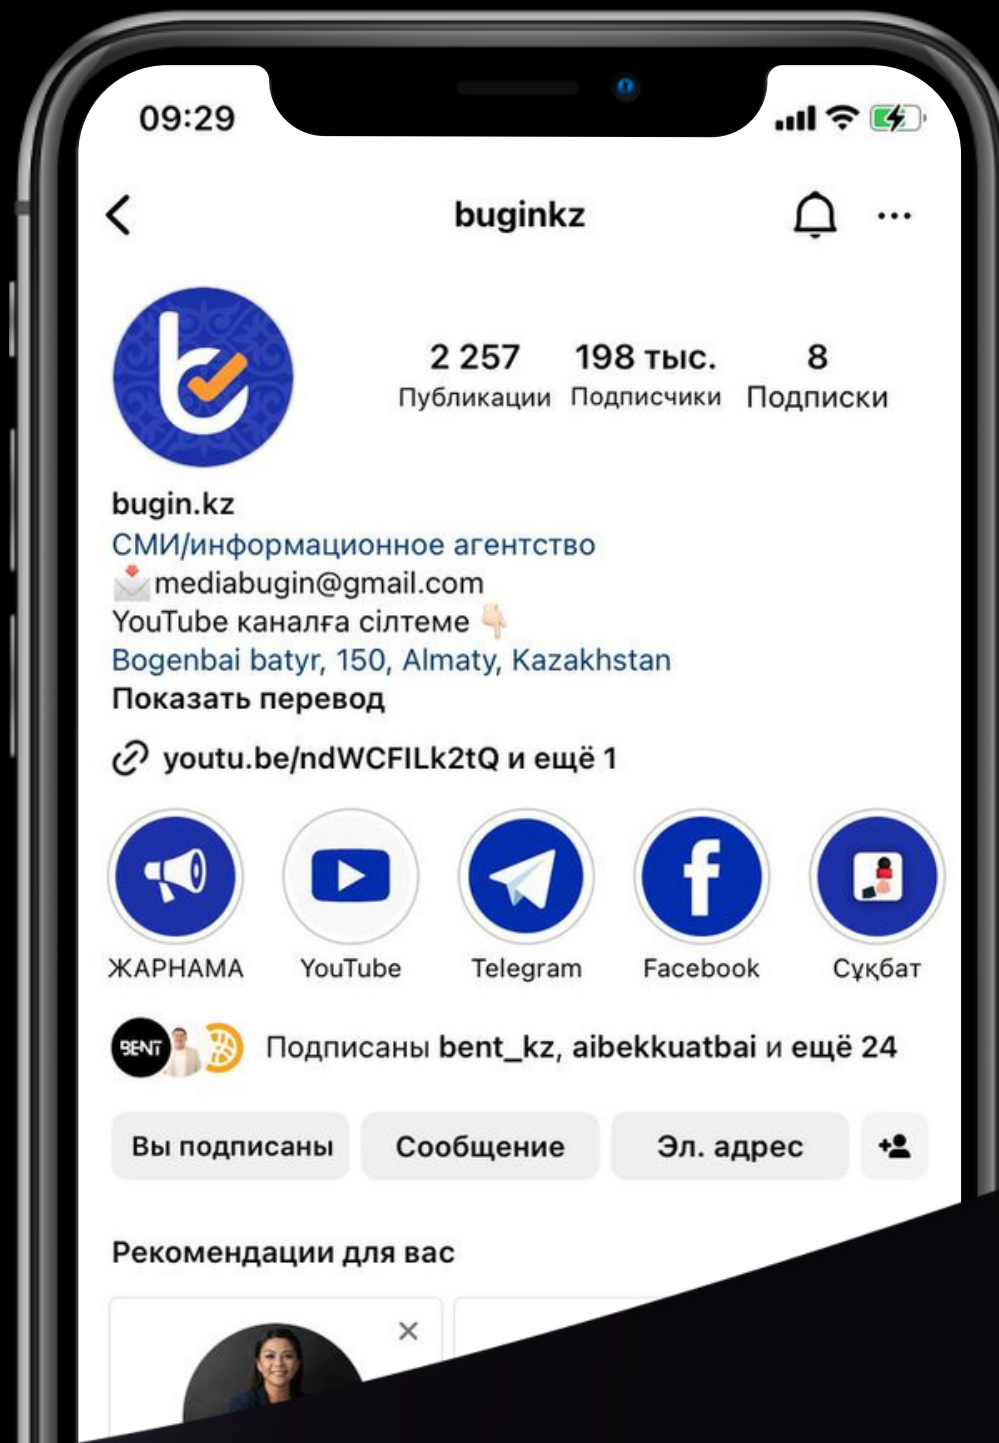 09:29
buginkz
2 257 198 тыс. 8
Публикации Подписчики Подписки
bugin.kz
СМИ/информационное агентство
mediabugin@gmail.com
YouTube каналға сілтеме
Bogenbai batyr, 150, Almaty, Kazakhstan
Показать перевод
youtu.be/ndWCFILk2tQ и ещё 1
ЖАРНАМА YouTube Telegram Facebook Сұқбат
BENT
Подписаны bent_kz, aibekkuatbai и ещё 24
Вы подписаны Сообщение Эл. адрес
Рекомендации для вас